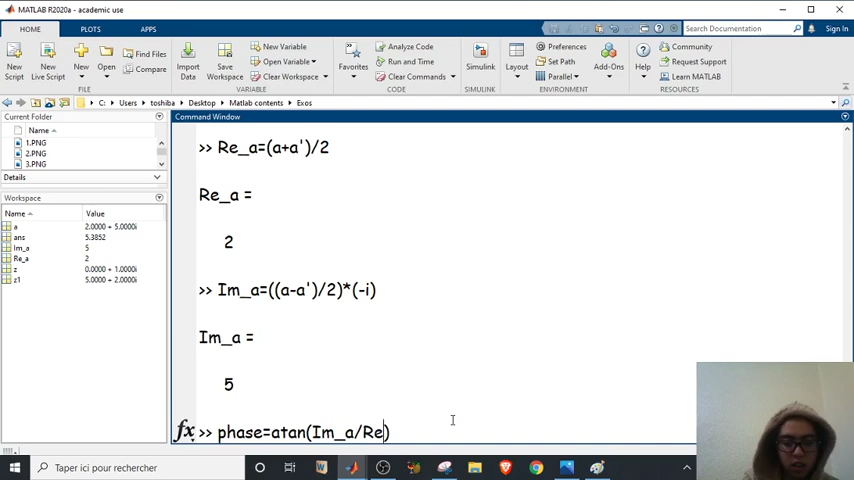 MATLAB R2020a - academic use
HOME PLOTS APPS
Search Documentation
Sign In
New Script
New Live Script
New
Open
Find Files
Compare
Import Data
Save Workspace
New Variable
Open Variable
Clear Workspace
Favorites
Analyze Code
Run and Time
Clear Commands
Simulink
Layout
Preferences
Set Path
Parallel
Add-Ons
Help
Community
Request Support
Learn MATLAB
FILE VARIABLE CODE SIMULINK ENVIRONMENT RESOURCES
C: Users toshiba Desktop Matlab contents Exos
Current Folder
Name
1.PNG
2.PNG
3.PNG
Details
Workspace
Name Value
a 2.0000 + 5.0000i
ans 5.3852
Im_a 5
Re_a 2
z 0.0000 + 1.0000i
z1 5.0000 + 2.0000i
Command Window
>> Re_a=(a+a')/2
Re_a =
2
>> Im_a=((a-a')/2)*(-i)
Im_a =
5
fx >> phase=atan(Im_a/Re)
Taper ici pour rechercher